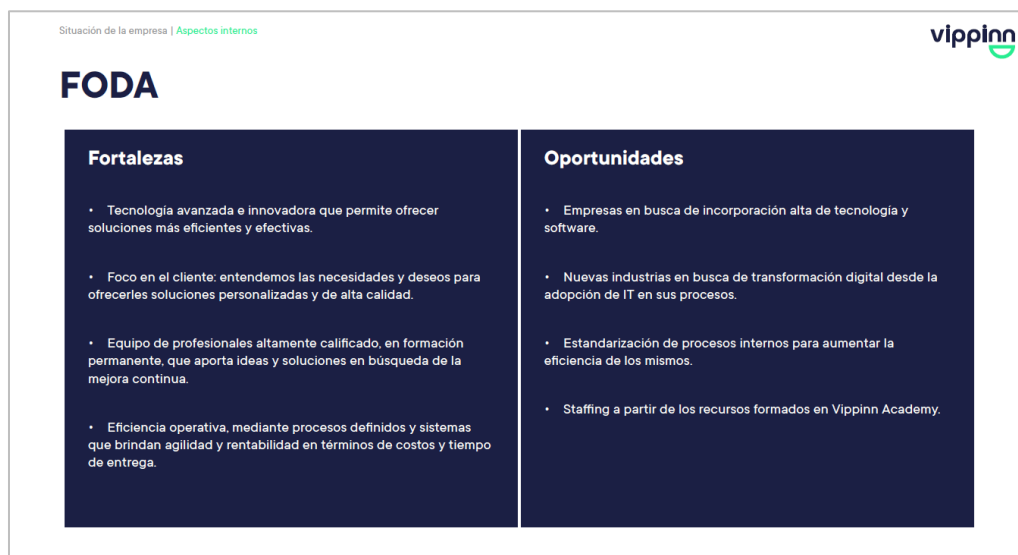 Situación de la empresa | Aspectos internos
vippinn
FODA
Fortalezas
• Tecnología avanzada e innovadora que permite ofrecer
soluciones más eficientes y efectivas.
• Foco en el cliente: entendemos las necesidades y deseos para
ofrecerles soluciones personalizadas y de alta calidad.
• Equipo de profesionales altamente calificado, en formación
permanente, que aporta ideas y soluciones en búsqueda de la
mejora continua.
• Eficiencia operativa, mediante procesos definidos y sistemas
que brindan agilidad y rentabilidad en términos de costos y tiempo
de entrega.
Oportunidades
• Empresas en busca de incorporación alta de tecnología y
software.
• Nuevas industrias en busca de transformación digital desde la
adopción de IT en sus procesos.
• Estandarización de procesos internos para aumentar la
eficiencia de los mismos.
• Staffing a partir de los recursos formados en Vippinn Academy.